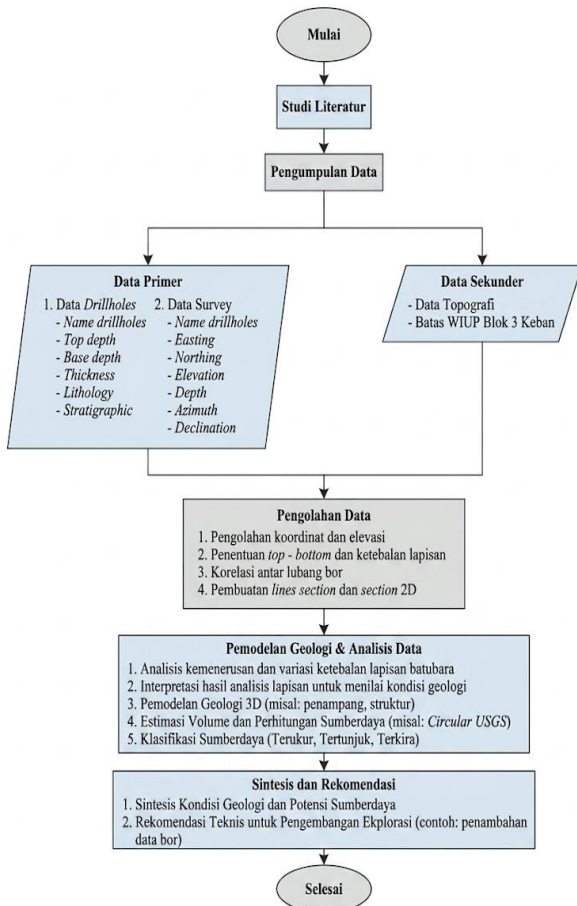 Mulai
Studi Literatur
Pengumpulan Data
Data Primer
1. Data Drillholes
- Name drillholes
- Top depth
- Base depth
- Thickness
- Lithology
- Stratigraphic
2. Data Survey
- Name drillholes
- Easting
- Northing
- Elevation
- Depth
- Azimuth
- Declination
Data Sekunder
- Data Topografi
- Batas WIUP Blok 3 Keban
Pengolahan Data
1. Pengolahan koordinat dan elevasi
2. Penentuan top - bottom dan ketebalan lapisan
3. Korelasi antar lubang bor
4. Pembuatan lines section dan section 2D
Pemodelan Geologi & Analisis Data
1. Analisis kemenerusan dan variasi ketebalan lapisan batubara
2. Interpretasi hasil analisis lapisan untuk menilai kondisi geologi
3. Pemodelan Geologi 3D (misal: penampang, struktur)
4. Estimasi Volume dan Perhitungan Sumberdaya (misal: Circular USGS)
5. Klasifikasi Sumberdaya (Terukur, Tertunjuk, Terkira)
Sintesis dan Rekomendasi
1. Sintesis Kondisi Geologi dan Potensi Sumberdaya
2. Rekomendasi Teknis untuk Pengembangan Ekplorasi (contoh: penambahan
data bor)
Selesai